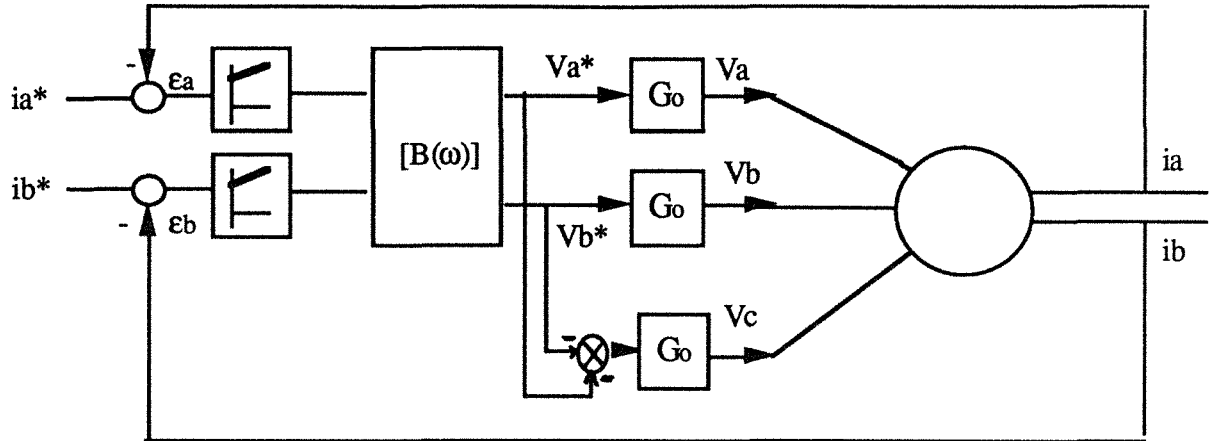 Va*
Va
- εa
ia*
Go
[B(ω)]
ia
ib*
Vb
Go
- εb
Vb*
ib
Vc
-
Go
-